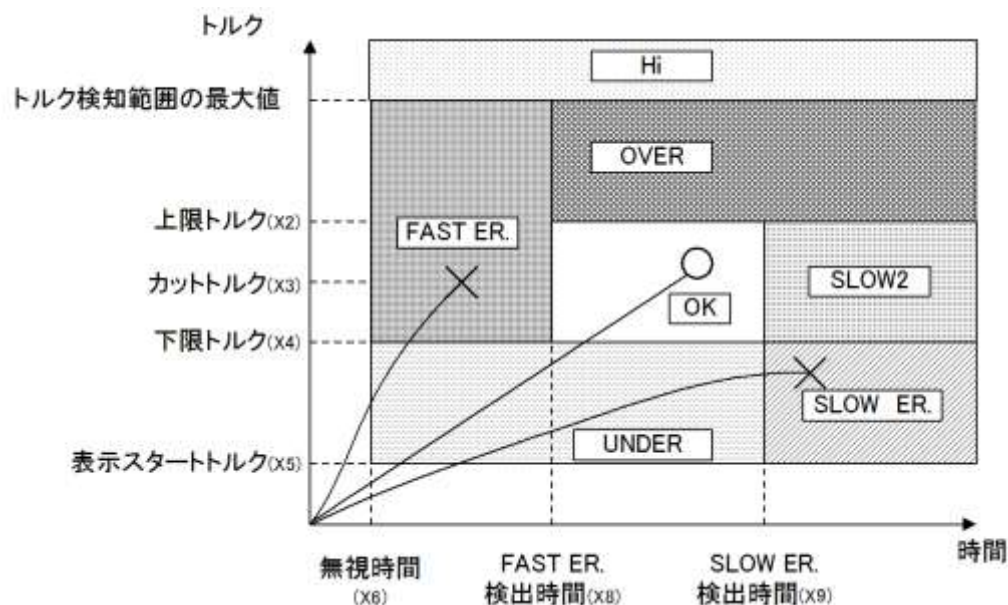 トルク
Hi
トルク検知範囲の最大値
OVER
上限トルク(X2)
FAST ER.
カットトルク(X3)
SLOW2
OK
下限トルク(X4)
SLOW ER.
UNDER
表示スタートトルク(X5)
時間
無視時間
(X6)
FAST ER.
検出時間(X8)
SLOW ER.
検出時間(X9)